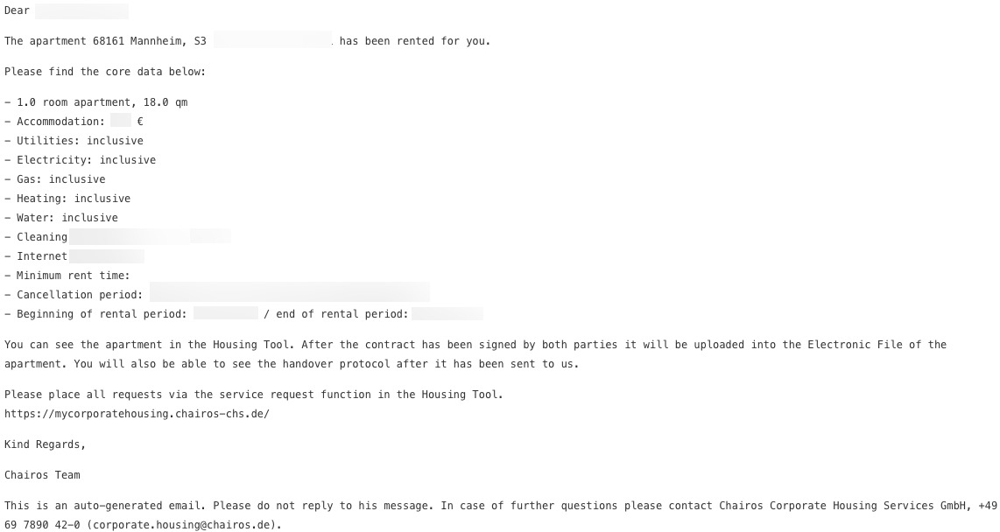 Dear
The apartment 68161 Mannheim, S3 . has been rented for you.
Please find the core data below:
– 1.0 room apartment, 18.0 qm
– Accommodation: €
– Utilities: inclusive
– Electricity: inclusive
– Gas: inclusive
– Heating: inclusive
– Water: inclusive
– Cleaning
– Internet
– Minimum rent time:
– Cancellation period:
– Beginning of rental period: / end of rental period:
You can see the apartment in the Housing Tool. After the contract has been signed by both parties it will be uploaded into the Electronic File of the
apartment. You will also be able to see the handover protocol after it has been sent to us.
Please place all requests via the service request function in the Housing Tool.
https://mycorporatehousing.chairos-chs.de/
Kind Regards,
Chairos Team
This is an auto-generated email. Please do not reply to his message. In case of further questions please contact Chairos Corporate Housing Services GmbH, +49
69 7890 42-0 (corporate.housing@chairos.de).